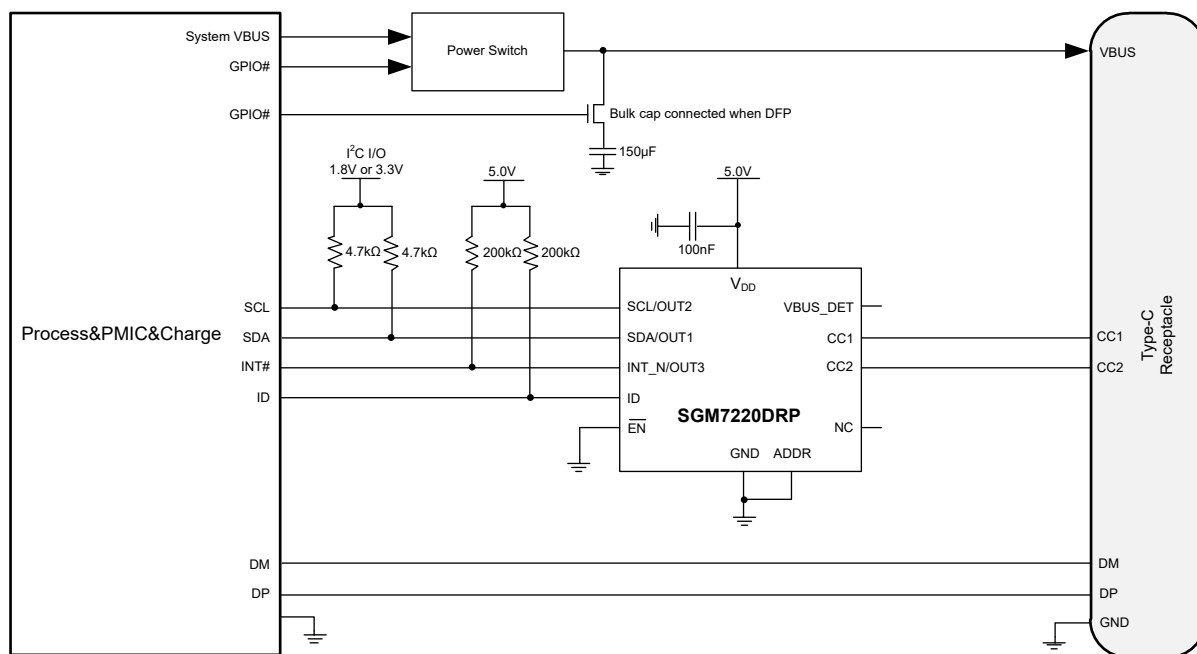 System VBUS
GPIO#
Power Switch
VBUS
GPIO#
Bulk cap connected when DFP
150µF
I²C I/O
1.8V or 3.3V
5.0V
5.0V
4.7kΩ
4.7kΩ
200kΩ
200kΩ
100nF
VDD
SCL
SCL/OUT2
VBUS_DET
Process&PMIC&Charge
SDA
SDA/OUT1
CC1
CC1
Type-C
Receptacle
INT#
INT_N/OUT3
CC2
CC2
ID
ID
SGM7220DRP
EN
NC
GND
ADDR
DM
DM
DP
DP
GND